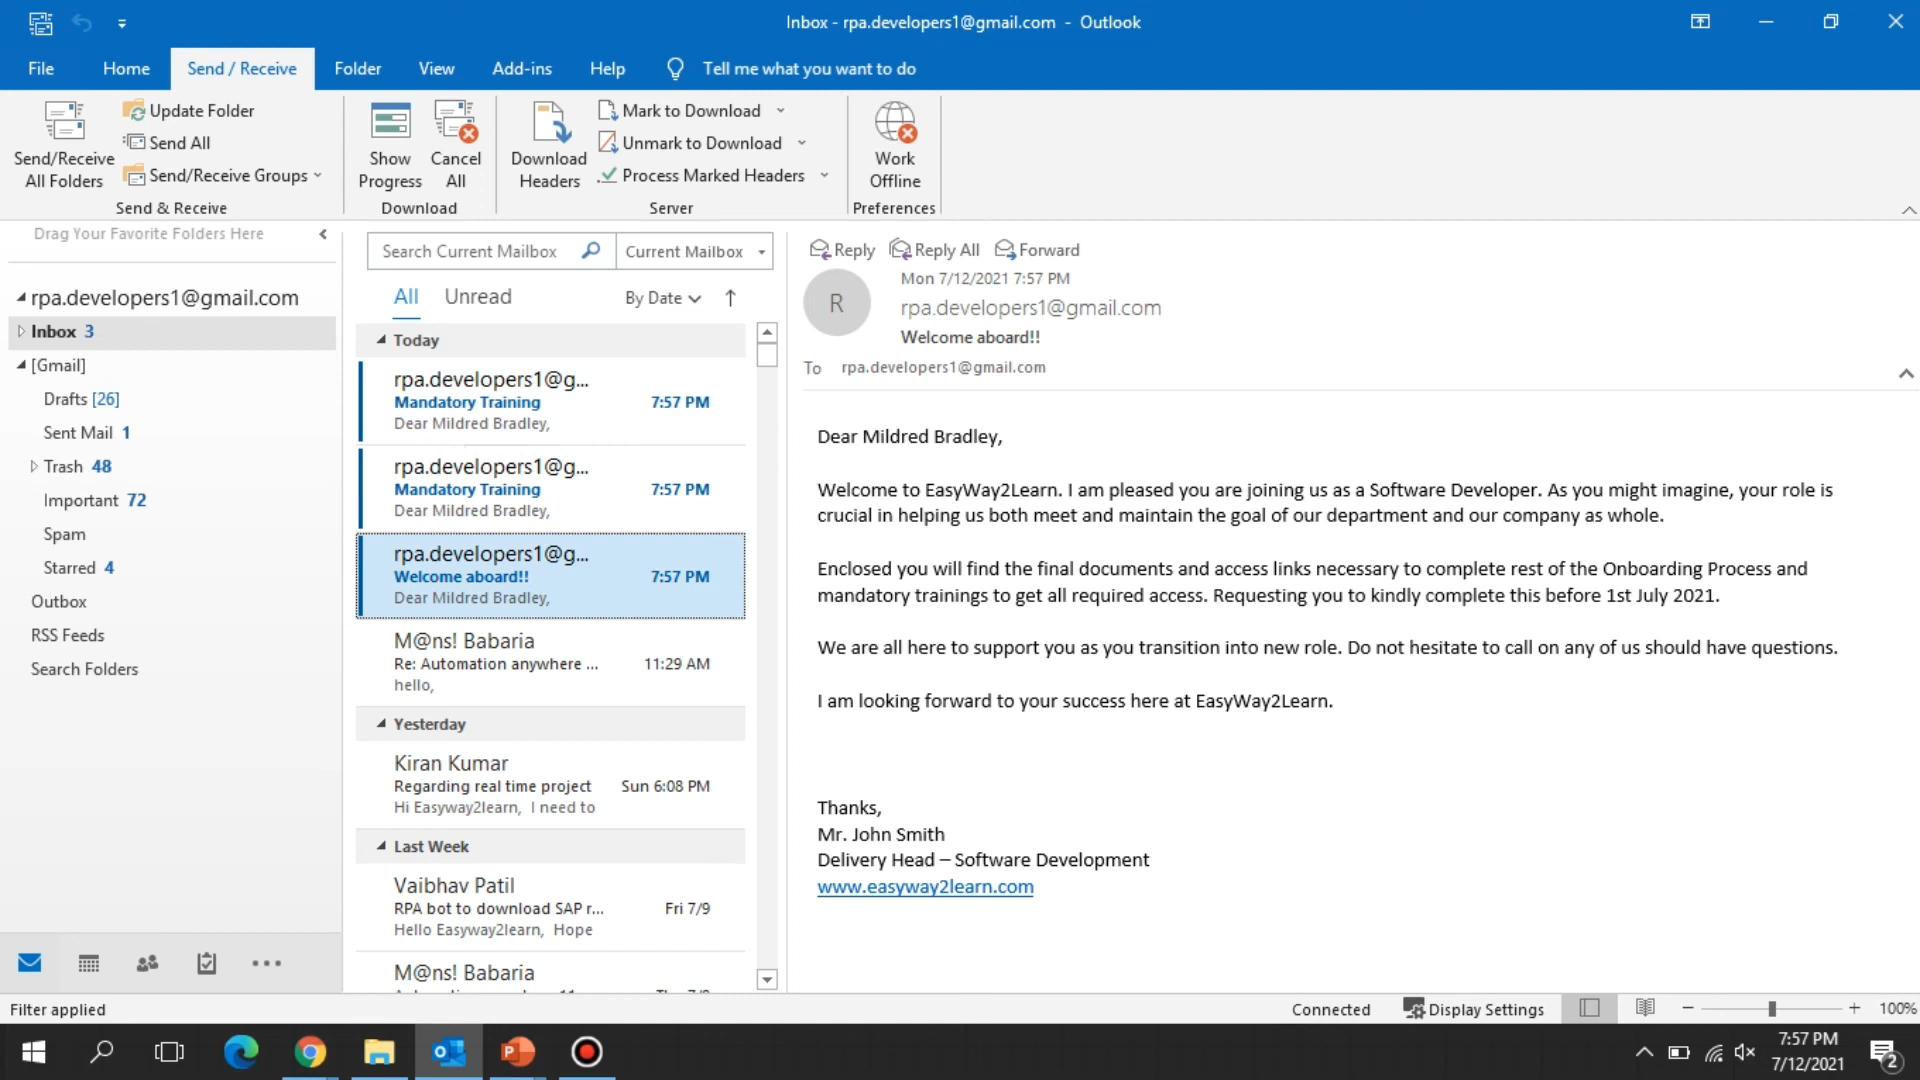 Inbox - rpa.developers1@gmail.com - Outlook
File Home Send / Receive Folder View Add-ins Help Tell me what you want to do
Send/Receive All Folders
Update Folder
Send All
Send/Receive Groups
Send & Receive
Show Progress
Cancel All
Download
Download Headers
Mark to Download
Unmark to Download
Process Marked Headers
Server
Work Offline
Preferences
Drag Your Favorite Folders Here
rpa.developers1@gmail.com
Inbox 3
[Gmail]
Drafts [26]
Sent Mail 1
Trash 48
Important 72
Spam
Starred 4
Outbox
RSS Feeds
Search Folders
Search Current Mailbox Current Mailbox
All Unread By Date
Today
rpa.developers1@g...
Mandatory Training 7:57 PM
Dear Mildred Bradley,
rpa.developers1@g...
Mandatory Training 7:57 PM
Dear Mildred Bradley,
rpa.developers1@g...
Welcome aboard!! 7:57 PM
Dear Mildred Bradley,
M@ns! Babaria
Re: Automation anywhere ... 11:29 AM
hello,
Yesterday
Kiran Kumar
Regarding real time project Sun 6:08 PM
Hi Easyway2learn, I need to
Last Week
Vaibhav Patil
RPA bot to download SAP r... Fri 7/9
Hello Easyway2learn, Hope
M@ns! Babaria
Reply Reply All Forward
Mon 7/12/2021 7:57 PM
R
rpa.developers1@gmail.com
Welcome aboard!!
To rpa.developers1@gmail.com
Dear Mildred Bradley,
Welcome to EasyWay2Learn. I am pleased you are joining us as a Software Developer. As you might imagine, your role is
crucial in helping us both meet and maintain the goal of our department and our company as whole.
Enclosed you will find the final documents and access links necessary to complete rest of the Onboarding Process and
mandatory trainings to get all required access. Requesting you to kindly complete this before 1st July 2021.
We are all here to support you as you transition into new role. Do not hesitate to call on any of us should have questions.
I am looking forward to your success here at EasyWay2Learn.
Thanks,
Mr. John Smith
Delivery Head – Software Development
www.easyway2learn.com
Filter applied Connected Display Settings 100%
7:57 PM
7/12/2021
2